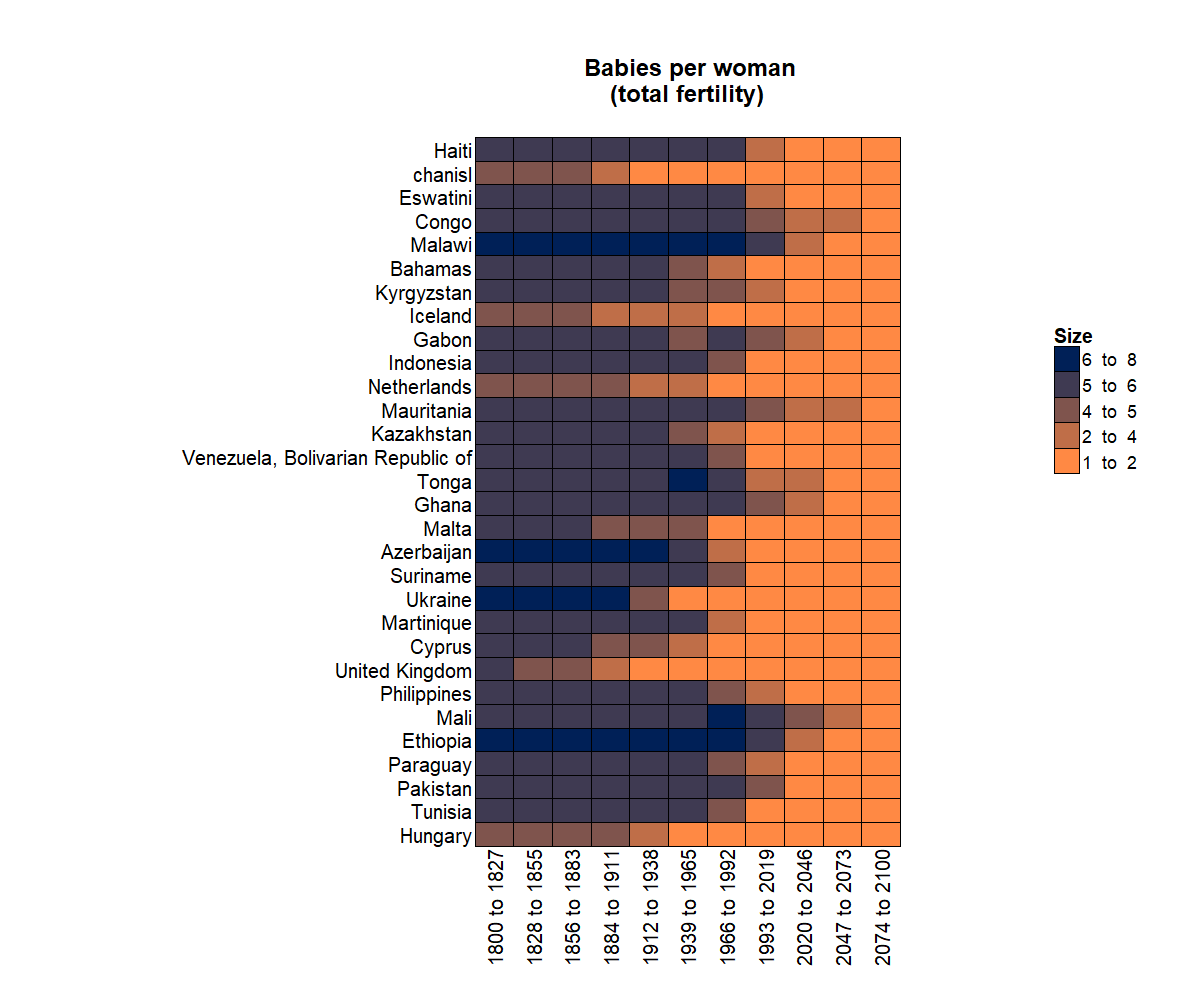 Babies per woman
(total fertility)
Haiti
chanisl
Eswatini
Congo
Malawi
Bahamas
Kyrgyzstan
Iceland
Gabon
Indonesia
Netherlands
Mauritania
Kazakhstan
Venezuela, Bolivarian Republic of
Tonga
Ghana
Malta
Azerbaijan
Suriname
Ukraine
Martinique
Cyprus
United Kingdom
Philippines
Mali
Ethiopia
Paraguay
Pakistan
Tunisia
Hungary
1800 to 1827
1828 to 1855
1856 to 1883
1884 to 1911
1912 to 1938
1939 to 1965
1966 to 1992
1993 to 2019
2020 to 2046
2047 to 2073
2074 to 2100
Size
6 to 8
5 to 6
4 to 5
2 to 4
1 to 2